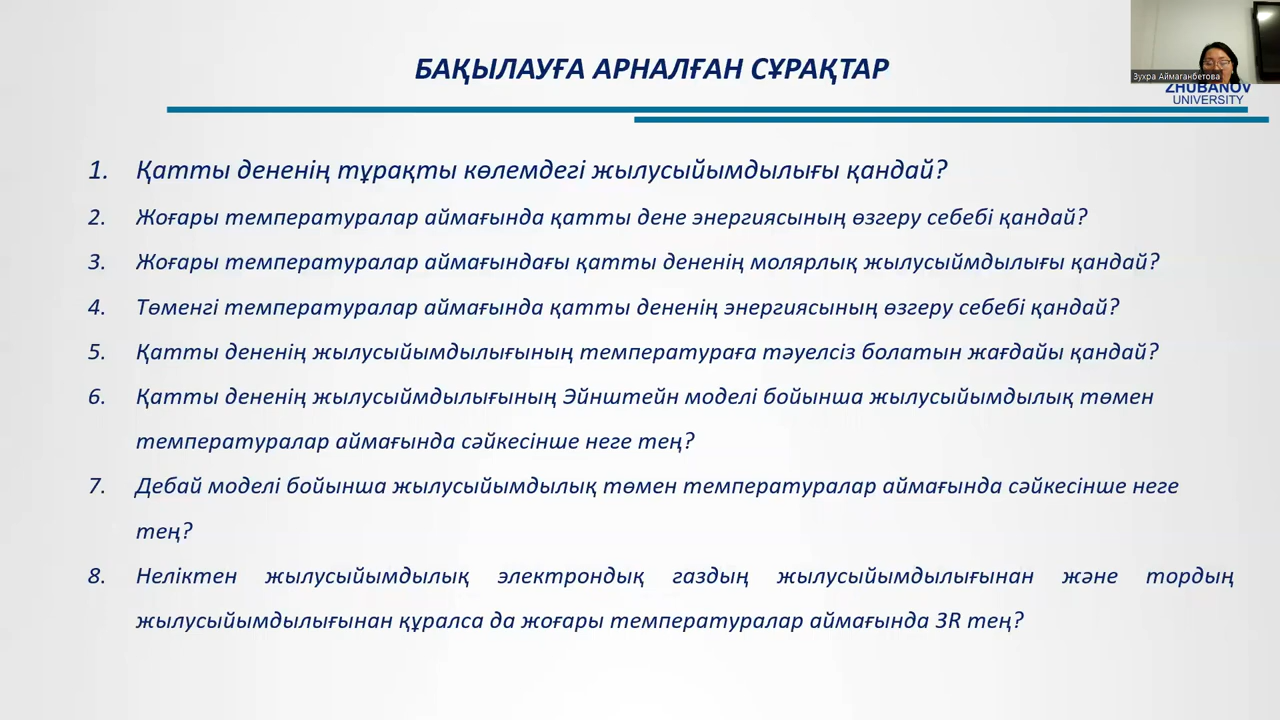 БАҚЫЛАУҒА АРНАЛҒАН СҰРАҚТАР
Зухра Аймаганбетова
ZHUBANOV
UNIVERSITY
1. Қатты дененің тұрақты көлемдегі жылусыйымдылығы қандай?
2. Жоғары температуралар аймағында қатты дене энергиясының өзгеру себебі қандай?
3. Жоғары температуралар аймағындағы қатты дененің молярлық жылусыймдылығы қандай?
4. Төменгі температуралар аймағында қатты дененің энергиясының өзгеру себебі қандай?
5. Қатты дененің жылусыйымдылығының температураға тәуелсіз болатын жағдайы қандай?
6. Қатты дененің жылусыймдылығының Эйнштейн моделі бойынша жылусыйымдылық төмен
температуралар аймағында сәйкесінше неге тең?
7. Дебай моделі бойынша жылусыйымдылық төмен температуралар аймағында сәйкесінше неге
тең?
8. Неліктен жылусыйымдылық электрондық газдың жылусыйымдылығынан және тордың
жылусыйымдылығынан құралса да жоғары температуралар аймағында 3R тең?